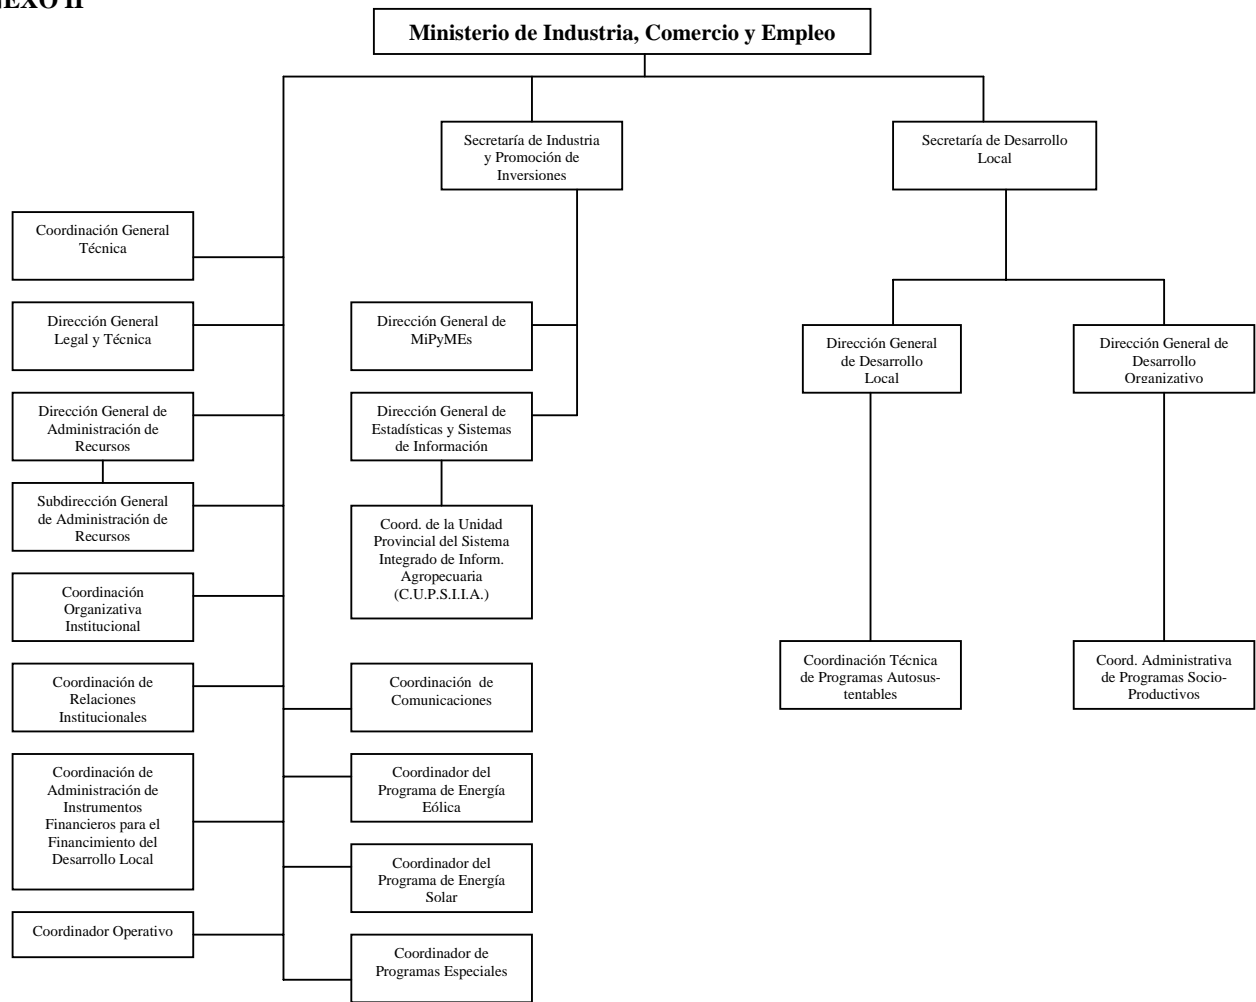 Ministerio de Industria, Comercio y Empleo
Secretaría de Industria
y Promoción de
Inversiones
Secretaría de Desarrollo
Local
Coordinación General
Técnica
Dirección General
Legal y Técnica
Dirección General de
Administración de
Recursos
Subdirección General
de Administración de
Recursos
Coordinación
Organizativa
Institucional
Coordinación de
Relaciones
Institucionales
Coordinación de
Administración de
Instrumentos
Financieros para el
Financimiento del
Desarrollo Local
Coordinador Operativo
Dirección General de
MiPyMEs
Dirección General de
Estadísticas y Sistemas
de Información
Coord. de la Unidad
Provincial del Sistema
Integrado de Inform.
Agropecuaria
(C.U.P.S.I.I.A.)
Coordinación de
Comunicaciones
Coordinador del
Programa de Energía
Eólica
Coordinador del
Programa de Energía
Solar
Coordinador de
Programas Especiales
Dirección General
de Desarrollo
Local
Dirección General de
Desarrollo
Organizativo
Coordinación Técnica
de Programas Autosus-
tentables
Coord. Administrativa
de Programas Socio-
Productivos